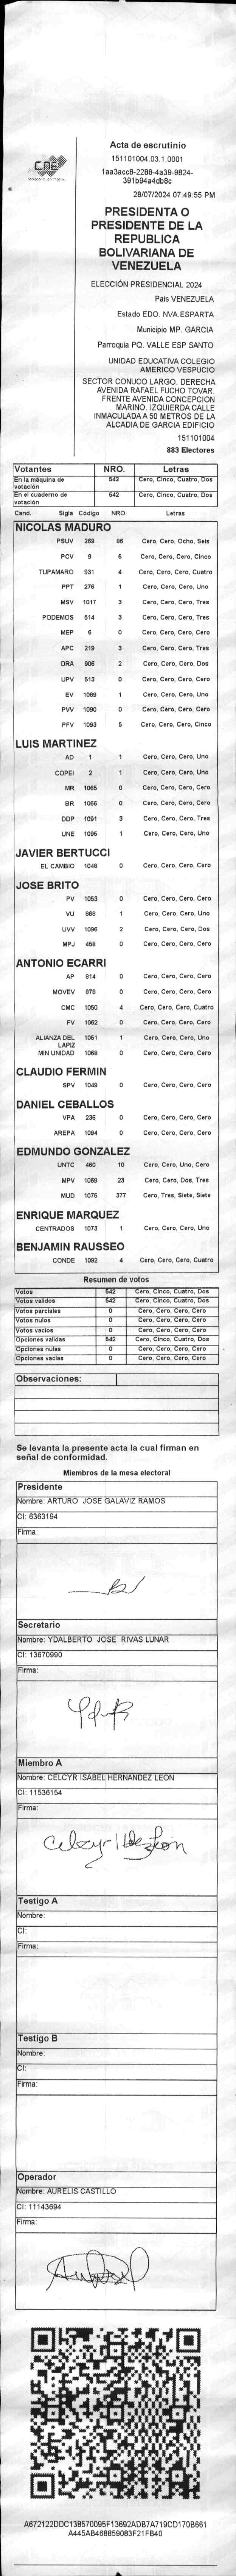 CNE
Acta de escrutinio
151101004.03.1.0001
1aa3acc8-2288-4a39-9824-
391b94a4db8c
28/07/2024 07:49:55 PM
PRESIDENTA O
PRESIDENTE DE LA
REPUBLICA
BOLIVARIANA DE
VENEZUELA
ELECCIÓN PRESIDENCIAL 2024
Pais VENEZUELA
Estado EDO. NVA.ESPARTA
Municipio MP. GARCIA
Parroquia PQ. VALLE ESP SANTO
UNIDAD EDUCATIVA COLEGIO
AMERICO VESPUCIO
SECTOR CONUCO LARGO. DERECHA
AVENIDA RAFAEL FUCHO TOVAR.
FRENTE AVENIDA CONCEPCION
MARINO. IZQUIERDA CALLE
INMACULADA A 50 METROS DE LA
ALCADIA DE GARCIA EDIFICIO
151101004
883 Electores
Votantes NRO. Letras
En la máquina de votación 542 Cero, Cinco, Cuatro, Dos
En el cuaderno de votación 542 Cero, Cinco, Cuatro, Dos
Cand. Sigla Código NRO. Letras
NICOLAS MADURO
PSUV 259 86 Cero, Cero, Ocho, Seis
PCV 9 5 Cero, Cero, Cero, Cinco
TUPAMARO 931 4 Cero, Cero, Cero, Cuatro
PPT 276 1 Cero, Cero, Cero, Uno
MSV 1017 3 Cero, Cero, Cero, Tres
PODEMOS 514 3 Cero, Cero, Cero, Tres
MEP 6 0 Cero, Cero, Cero, Cero
APC 219 3 Cero, Cero, Cero, Tres
ORA 906 2 Cero, Cero, Cero, Dos
UPV 513 0 Cero, Cero, Cero, Cero
EV 1089 1 Cero, Cero, Cero, Uno
PVV 1090 0 Cero, Cero, Cero, Cero
PFV 1093 5 Cero, Cero, Cero, Cinco
LUIS MARTINEZ
AD 1 1 Cero, Cero, Cero, Uno
COPEI 2 1 Cero, Cero, Cero, Uno
MR 1065 0 Cero, Cero, Cero, Cero
BR 1066 0 Cero, Cero, Cero, Cero
DDP 1091 3 Cero, Cero, Cero, Tres
UNE 1095 1 Cero, Cero, Cero, Uno
JAVIER BERTUCCI
EL CAMBIO 1048 0 Cero, Cero, Cero, Cero
JOSE BRITO
PV 1053 0 Cero, Cero, Cero, Cero
VU 868 1 Cero, Cero, Cero, Uno
UVV 1096 2 Cero, Cero, Cero, Dos
MPJ 458 0 Cero, Cero, Cero, Cero
ANTONIO ECARRI
AP 914 0 Cero, Cero, Cero, Cero
MOVEV 878 0 Cero, Cero, Cero, Cero
CMC 1050 4 Cero, Cero, Cero, Cuatro
FV 1062 0 Cero, Cero, Cero, Cero
ALIANZA DEL LAPIZ 1051 1 Cero, Cero, Cero, Uno
MIN UNIDAD 1068 0 Cero, Cero, Cero, Cero
CLAUDIO FERMIN
SPV 1049 0 Cero, Cero, Cero, Cero
DANIEL CEBALLOS
VPA 236 0 Cero, Cero, Cero, Cero
AREPA 1094 0 Cero, Cero, Cero, Cero
EDMUNDO GONZALEZ
UNTC 460 10 Cero, Cero, Uno, Cero
MPV 1069 23 Cero, Cero, Dos, Tres
MUD 1075 377 Cero, Tres, Siete, Siete
ENRIQUE MARQUEZ
CENTRADOS 1073 1 Cero, Cero, Cero, Uno
BENJAMIN RAUSSEO
CONDE 1092 4 Cero, Cero, Cero, Cuatro
Resumen de votos
Votos 542 Cero, Cinco, Cuatro, Dos
Votos validos 542 Cero, Cinco, Cuatro, Dos
Votos parciales 0 Cero, Cero, Cero, Cero
Votos nulos 0 Cero, Cero, Cero, Cero
Votos vacios 0 Cero, Cero, Cero, Cero
Opciones validas 542 Cero, Cinco, Cuatro, Dos
Opciones nulas 0 Cero, Cero, Cero, Cero
Opciones vacias 0 Cero, Cero, Cero, Cero
Observaciones:
Se levanta la presente acta la cual firman en
señal de conformidad.
Miembros de la mesa electoral
Presidente
Nombre: ARTURO JOSE GALAVIZ RAMOS
CI: 6363194
Firma:
Secretario
Nombre: YDALBERTO JOSE RIVAS LUNAR
CI: 13670990
Firma:
Miembro A
Nombre: CELCYR ISABEL HERNANDEZ LEON
CI: 11536154
Firma:
Testigo A
Nombre:
CI:
Firma:
Testigo B
Nombre:
CI:
Firma:
Operador
Nombre: AURELIS CASTILLO
CI: 11143694
Firma:
A672122DDC138570095F13692ADB7A719CD170B661
A445AB468859083F21FB40